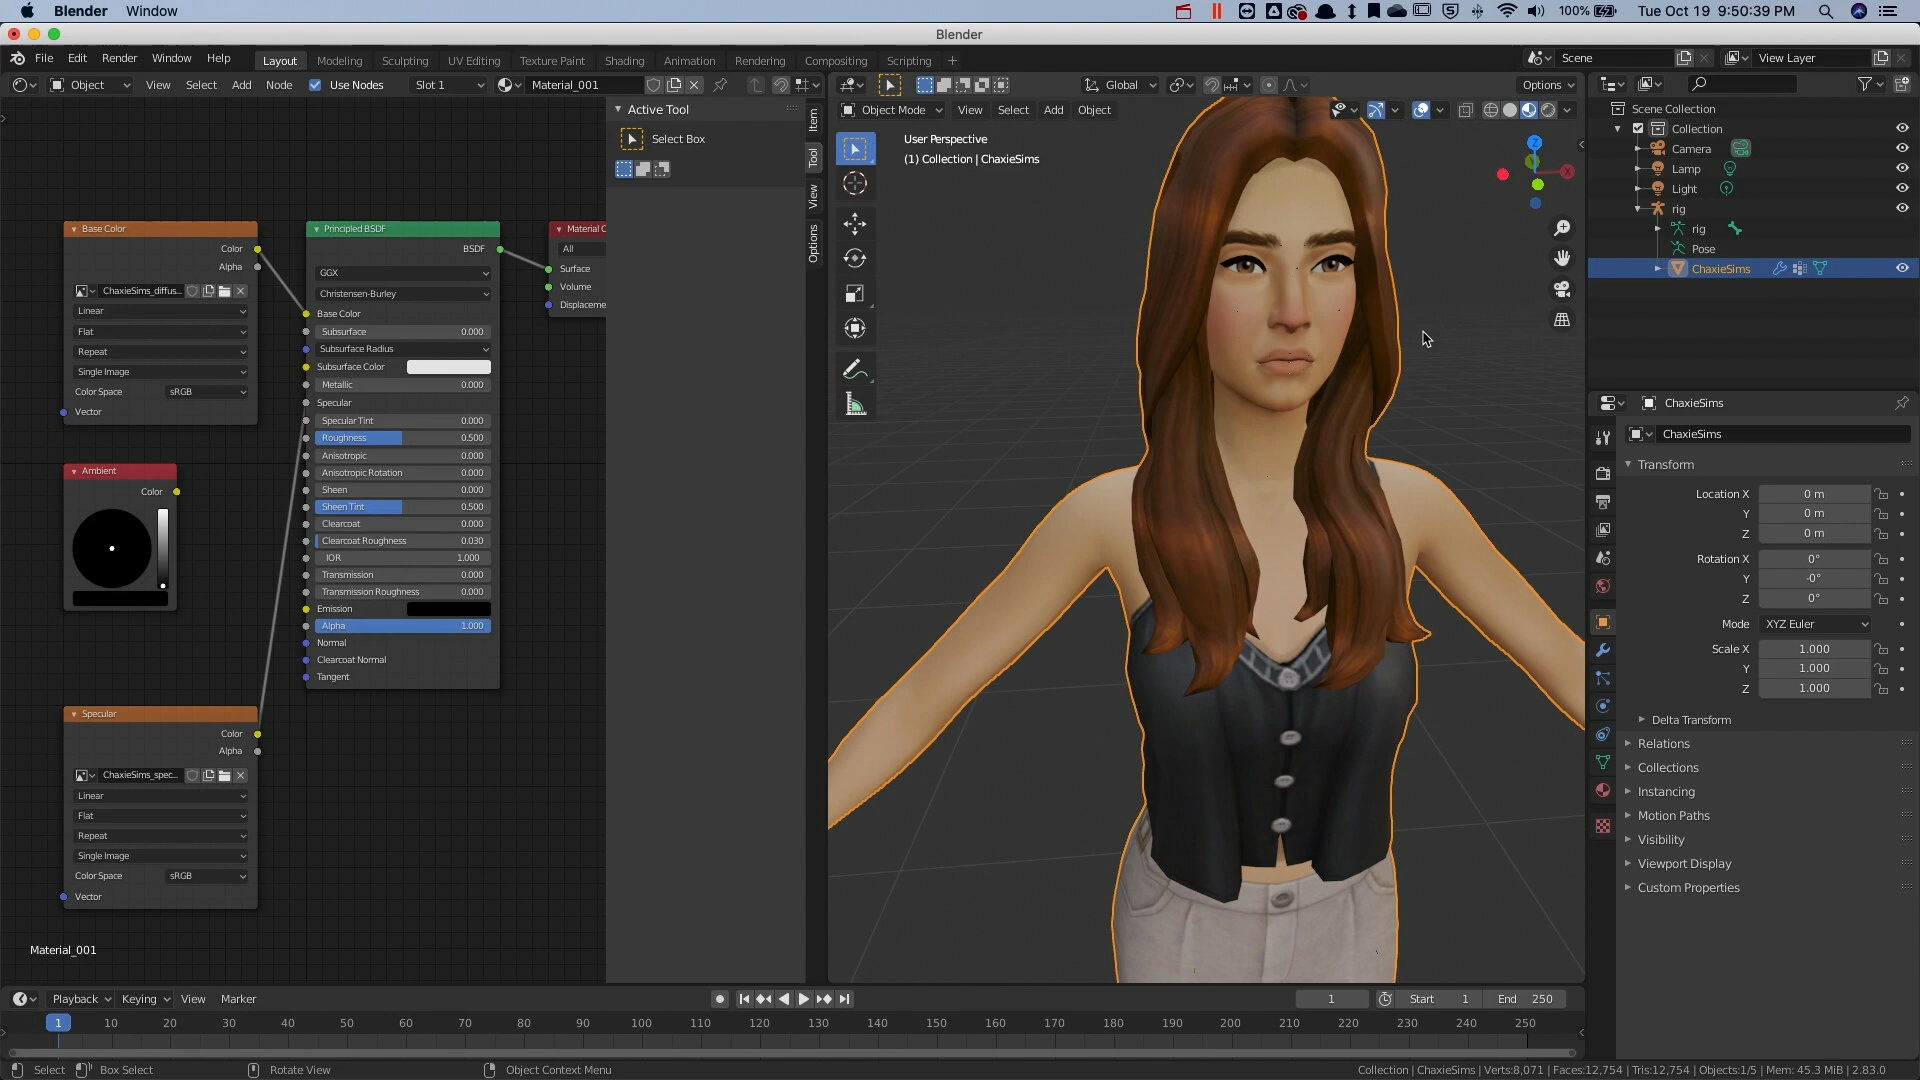 Blender Window
100%
Tue Oct 19 9:50:39 PM
Blender
File Edit Render Window Help
Layout Modeling Sculpting UV Editing Texture Paint Shading Animation Rendering Compositing Scripting +
Scene
View Layer
Object View Select Add Node Use Nodes Slot 1 Material_001
Global
Options
Object Mode View Select Add Object
Active Tool
Select Box
Item
Tool
View
Options
User Perspective
(1) Collection | ChaxieSims
Base Color
Color
Alpha
ChaxieSims_diffus...
Linear
Flat
Repeat
Single Image
Color Space sRGB
Vector
Ambient
Color
Specular
Color
Alpha
ChaxieSims_spec...
Linear
Flat
Repeat
Single Image
Color Space sRGB
Vector
Material_001
Principled BSDF
BSDF
GGX
Christensen-Burley
Base Color
Subsurface 0.000
Subsurface Radius
Subsurface Color
Metallic 0.000
Specular
Specular Tint 0.000
Roughness 0.500
Anisotropic 0.000
Anisotropic Rotation 0.000
Sheen 0.000
Sheen Tint 0.500
Clearcoat 0.000
Clearcoat Roughness 0.030
IOR 1.000
Transmission 0.000
Transmission Roughness 0.000
Emission
Alpha 1.000
Normal
Clearcoat Normal
Tangent
Material O
All
Surface
Volume
Displaceme
Z
Y
X
Scene Collection
Collection
Camera
Lamp
Light
rig
rig
Pose
ChaxieSims
ChaxieSims
ChaxieSims
Transform
Location X 0 m
Y 0 m
Z 0 m
Rotation X 0°
Y -0°
Z 0°
Mode XYZ Euler
Scale X 1.000
Y 1.000
Z 1.000
Delta Transform
Relations
Collections
Instancing
Motion Paths
Visibility
Viewport Display
Custom Properties
Playback Keying View Marker
1 Start 1 End 250
1 10 20 30 40 50 60 70 80 90 100 110 120 130 140 150 160 170 180 190 200 210 220 230 240 250
Select Box Select Rotate View Object Context Menu
Collection | ChaxieSims | Verts:8,071 | Faces:12,754 | Tris:12,754 | Objects:1/5 | Mem: 45.3 MiB | 2.83.0